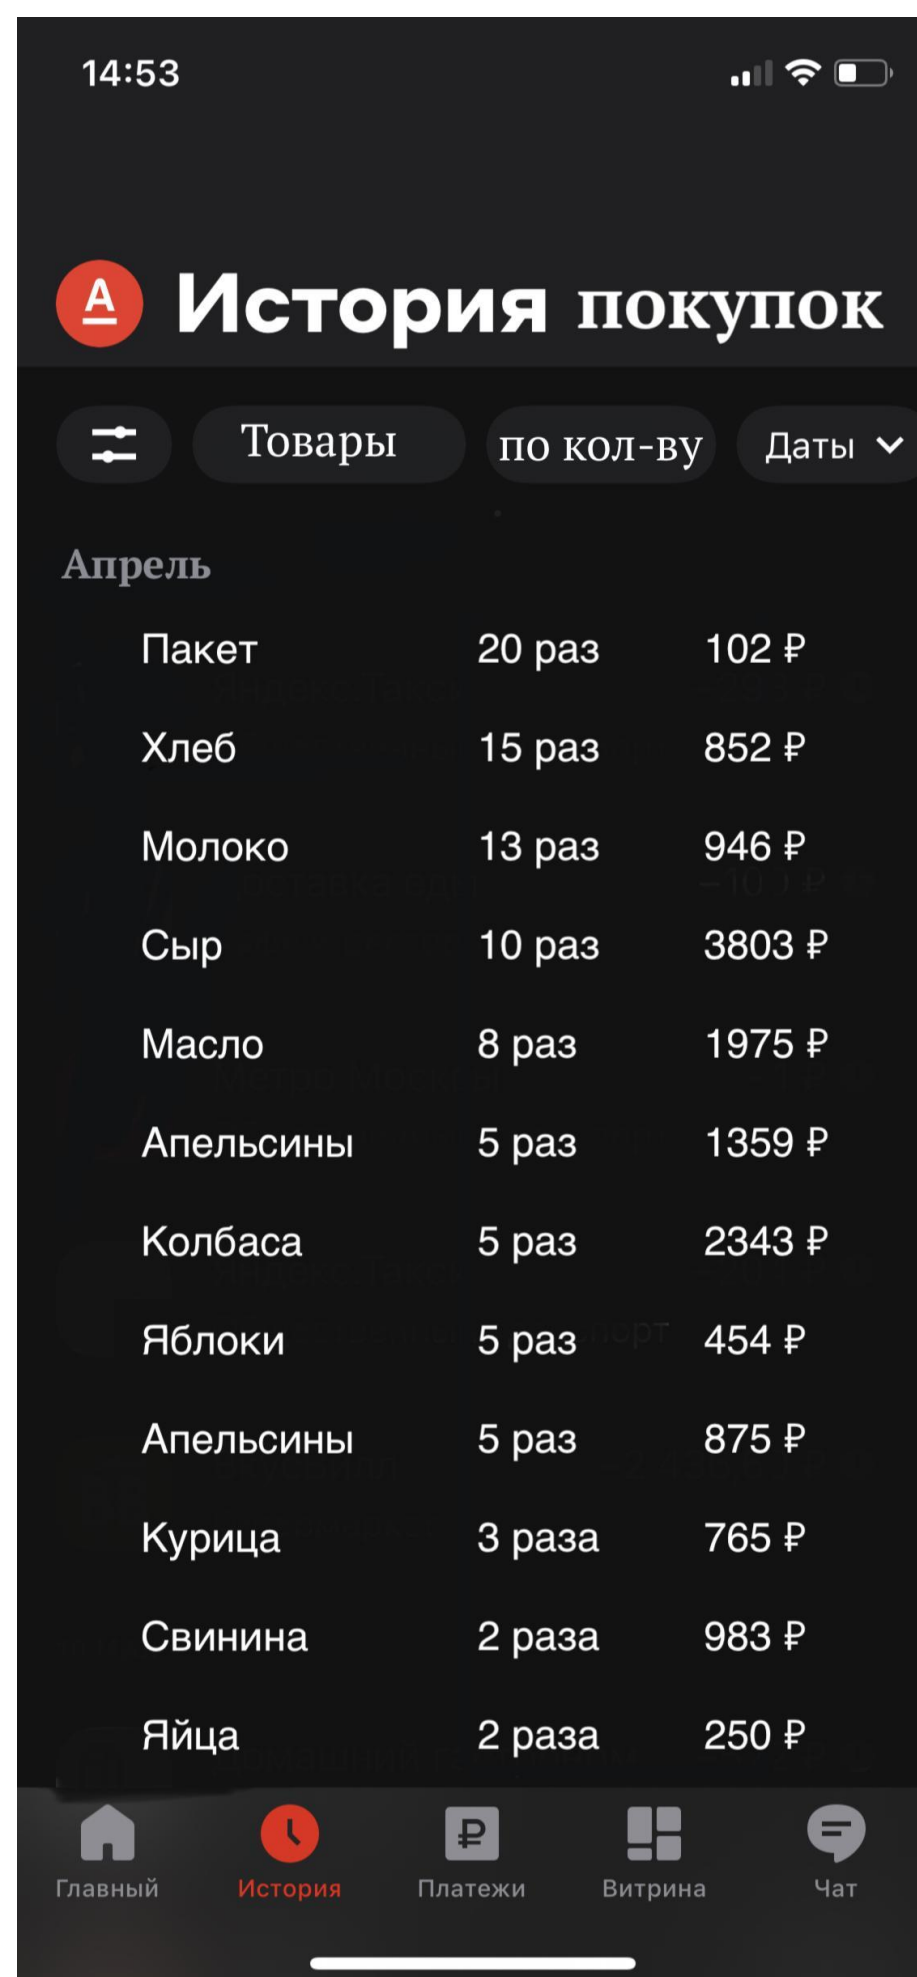 14:53
А История покупок
Товары по кол-ву Даты
Апрель
Пакет 20 раз 102 ₽
Хлеб 15 раз 852 ₽
Молоко 13 раз 946 ₽
Сыр 10 раз 3803 ₽
Масло 8 раз 1975 ₽
Апельсины 5 раз 1359 ₽
Колбаса 5 раз 2343 ₽
Яблоки 5 раз 454 ₽
Апельсины 5 раз 875 ₽
Курица 3 раза 765 ₽
Свинина 2 раза 983 ₽
Яйца 2 раза 250 ₽
Главный История Платежи Витрина Чат